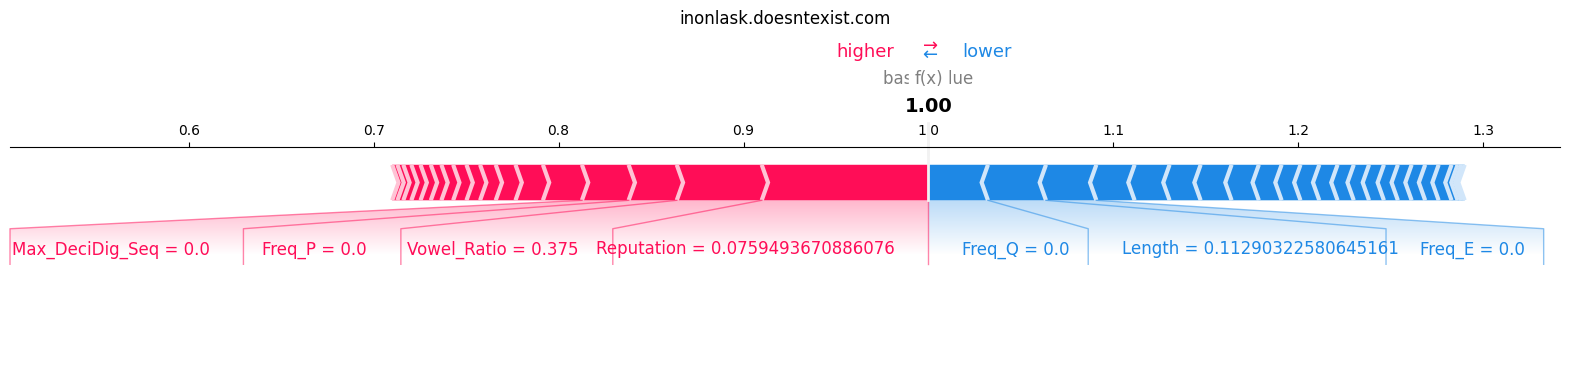 inonlask.doesntexist.com
higher → ← lower
bas f(x) lue
1.00
0.6 0.7 0.8 0.9 1 0 1.1 1.2 1.3
Max_DeciDig_Seq = 0.0 Freq_P = 0.0 Vowel_Ratio = 0.375 Reputation = 0.0759493670886076 Freq_Q = 0.0 Length = 0.11290322580645161 Freq_E = 0.0